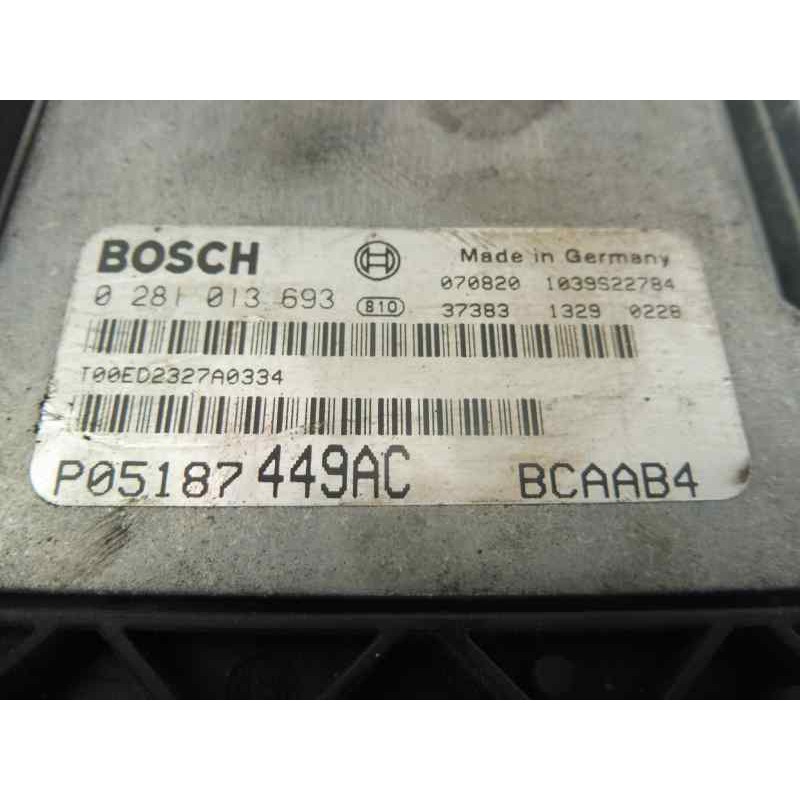 BOSCH Made in Germany
070820 1039S22784
0 281 013 693 810 37383 1329 0228
T00ED2327A0334
P05187449AC BCAAB4